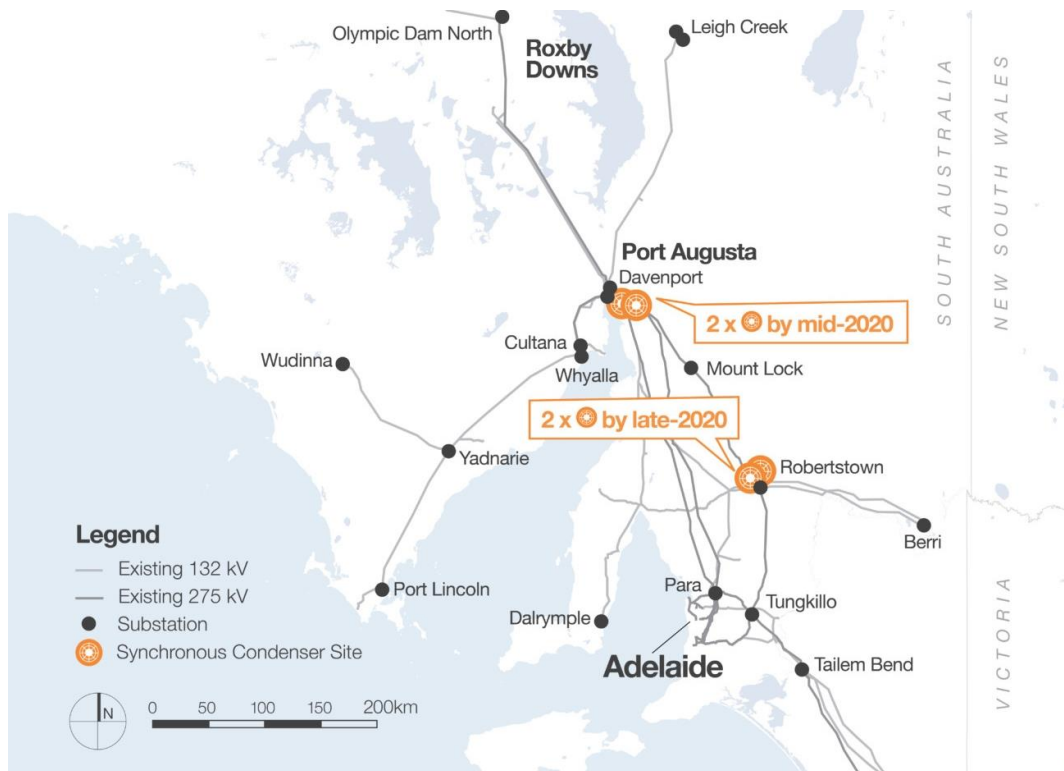 Olympic Dam North
Roxby
Downs
Leigh Creek
SOUTH AUSTRALIA
NEW SOUTH WALES
Port Augusta
Davenport
2 x by mid-2020
Cultana
Whyalla
Wudinna
Mount Lock
2 x by late-2020
Yadnarie
Robertstown
Berri
Legend
Existing 132 kV
Existing 275 kV
Substation
Synchronous Condenser Site
Port Lincoln
Dalrymple
Para
Tungkillo
Adelaide
Tailem Bend
VICTORIA
N
0 50 100 150 200km